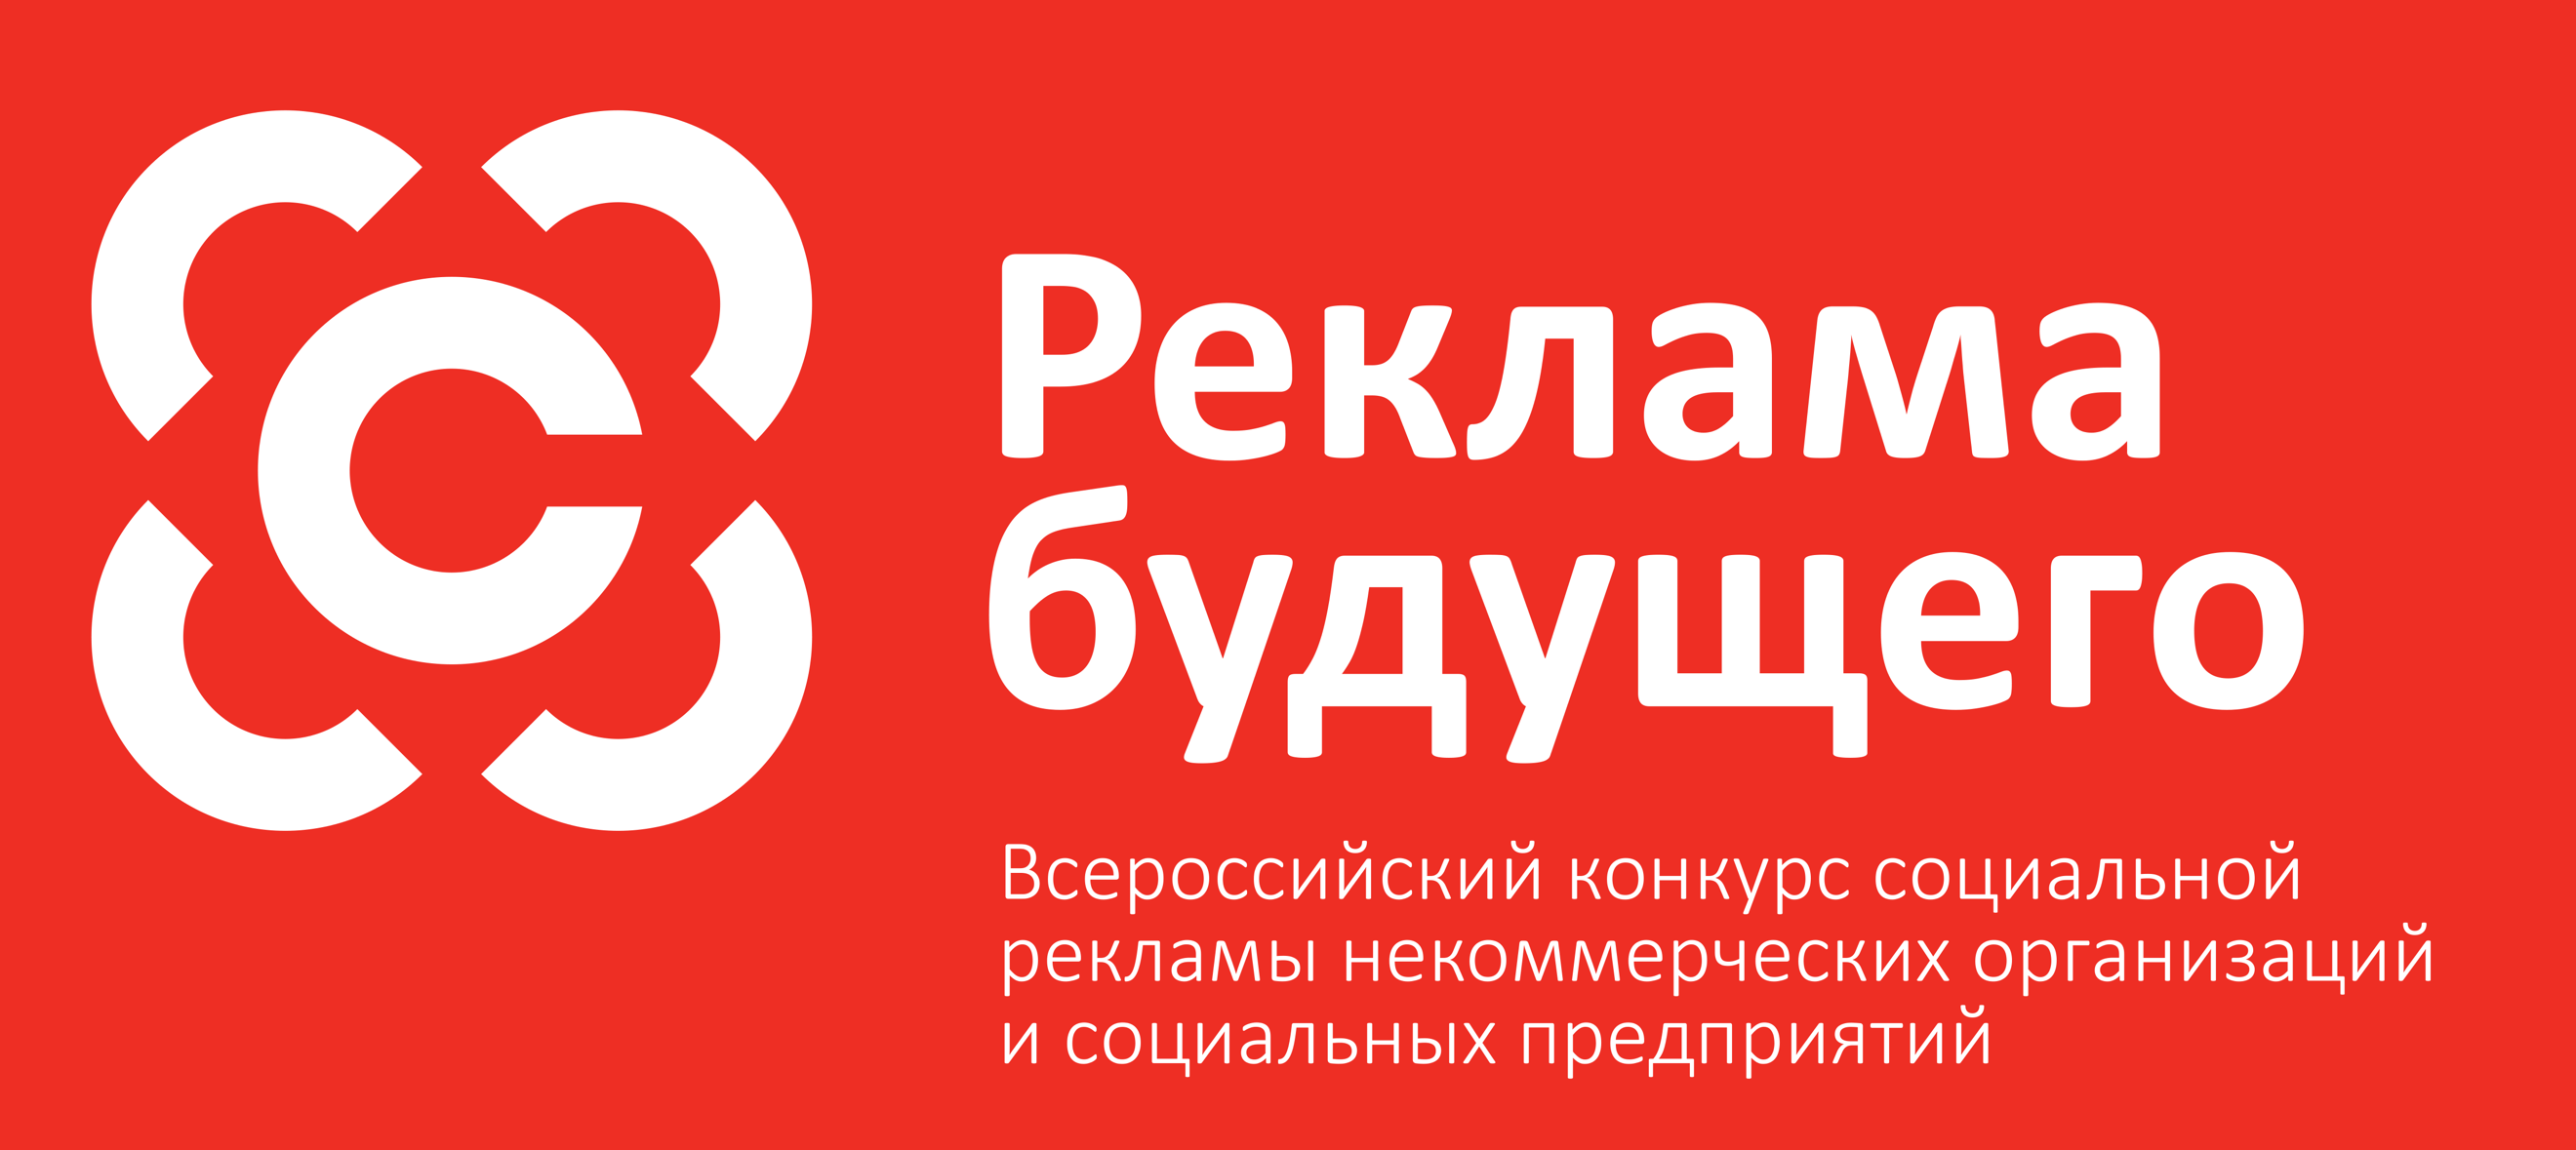 Реклама
будущего
Всероссийский конкурс социальной
рекламы некоммерческих организаций
и социальных предприятий